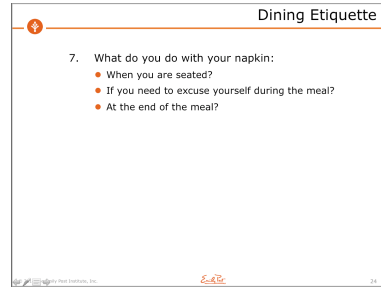 Dining Etiquette
7. What do you do with your napkin:
• When you are seated?
• If you need to excuse yourself during the meal?
• At the end of the meal?
Post Institute, Inc.
Emily Post
24